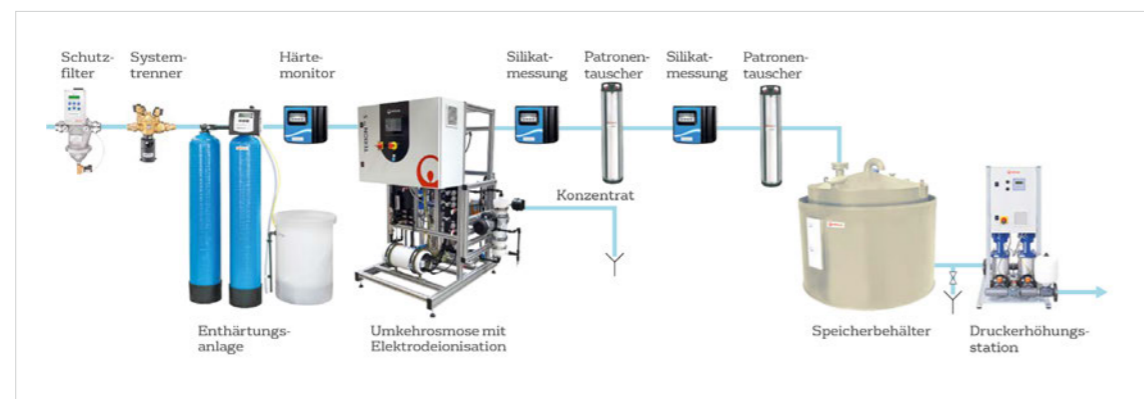 Schutz-
filter
System-
trenner
Härte-
monitor
Silikat-
messung
Patronen-
tauscher
Silikat-
messung
Patronen-
tauscher
Konzentrat
Enthärtungs-
anlage
Umkehrosmose mit
Elektrodeionisation
Speicherbehälter
Druckerhöhungs-
station